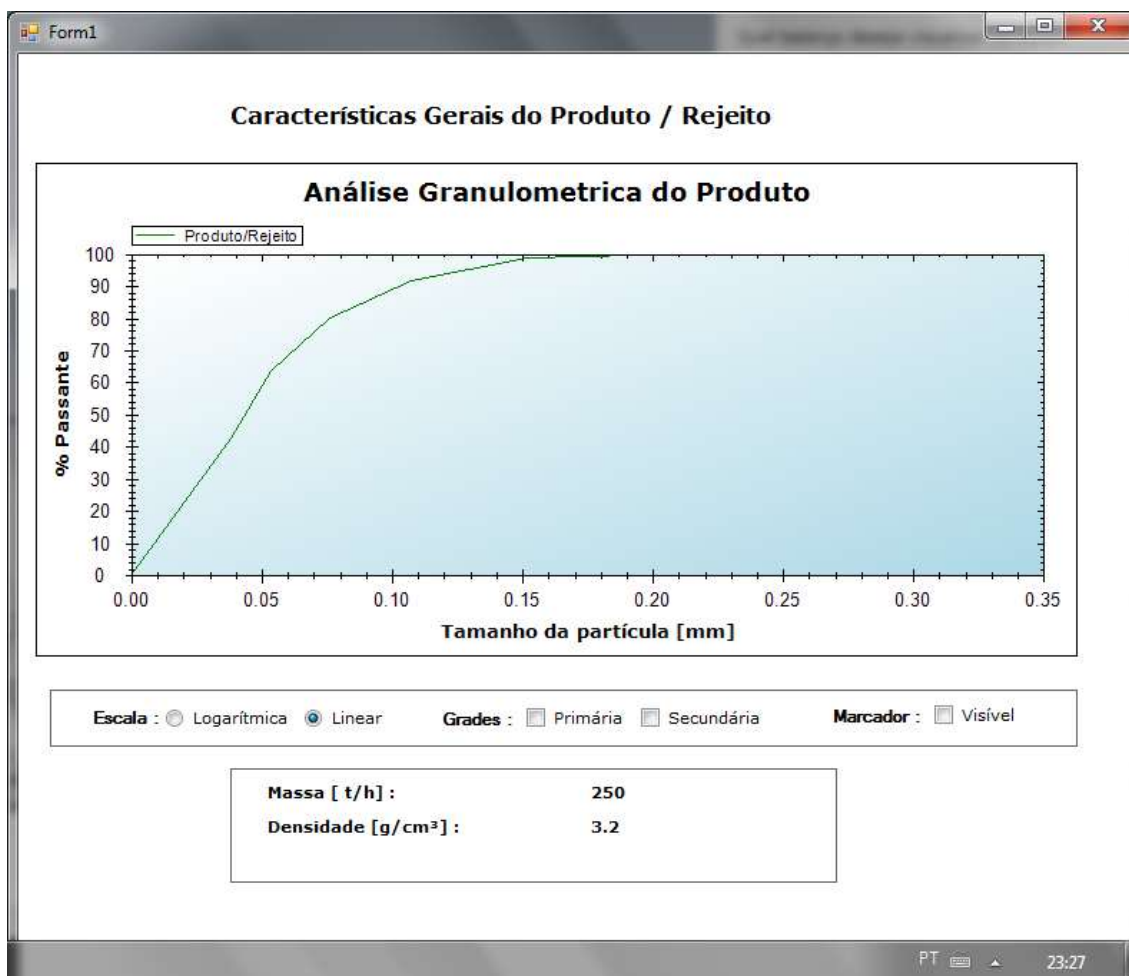 Form1
Características Gerais do Produto / Rejeito
Análise Granulometrica do Produto
Produto/Rejeito
100
90
80
70
60
50
40
30
20
10
0
% Passante
0.00 0.05 0.10 0.15 0.20 0.25 0.30 0.35
Tamanho da partícula [mm]
Escala : Logarítmica Linear Grades : Primária Secundária Marcador : Visível
Massa [ t/h] : 250
Densidade [g/cm³] : 3.2
PT 23:27